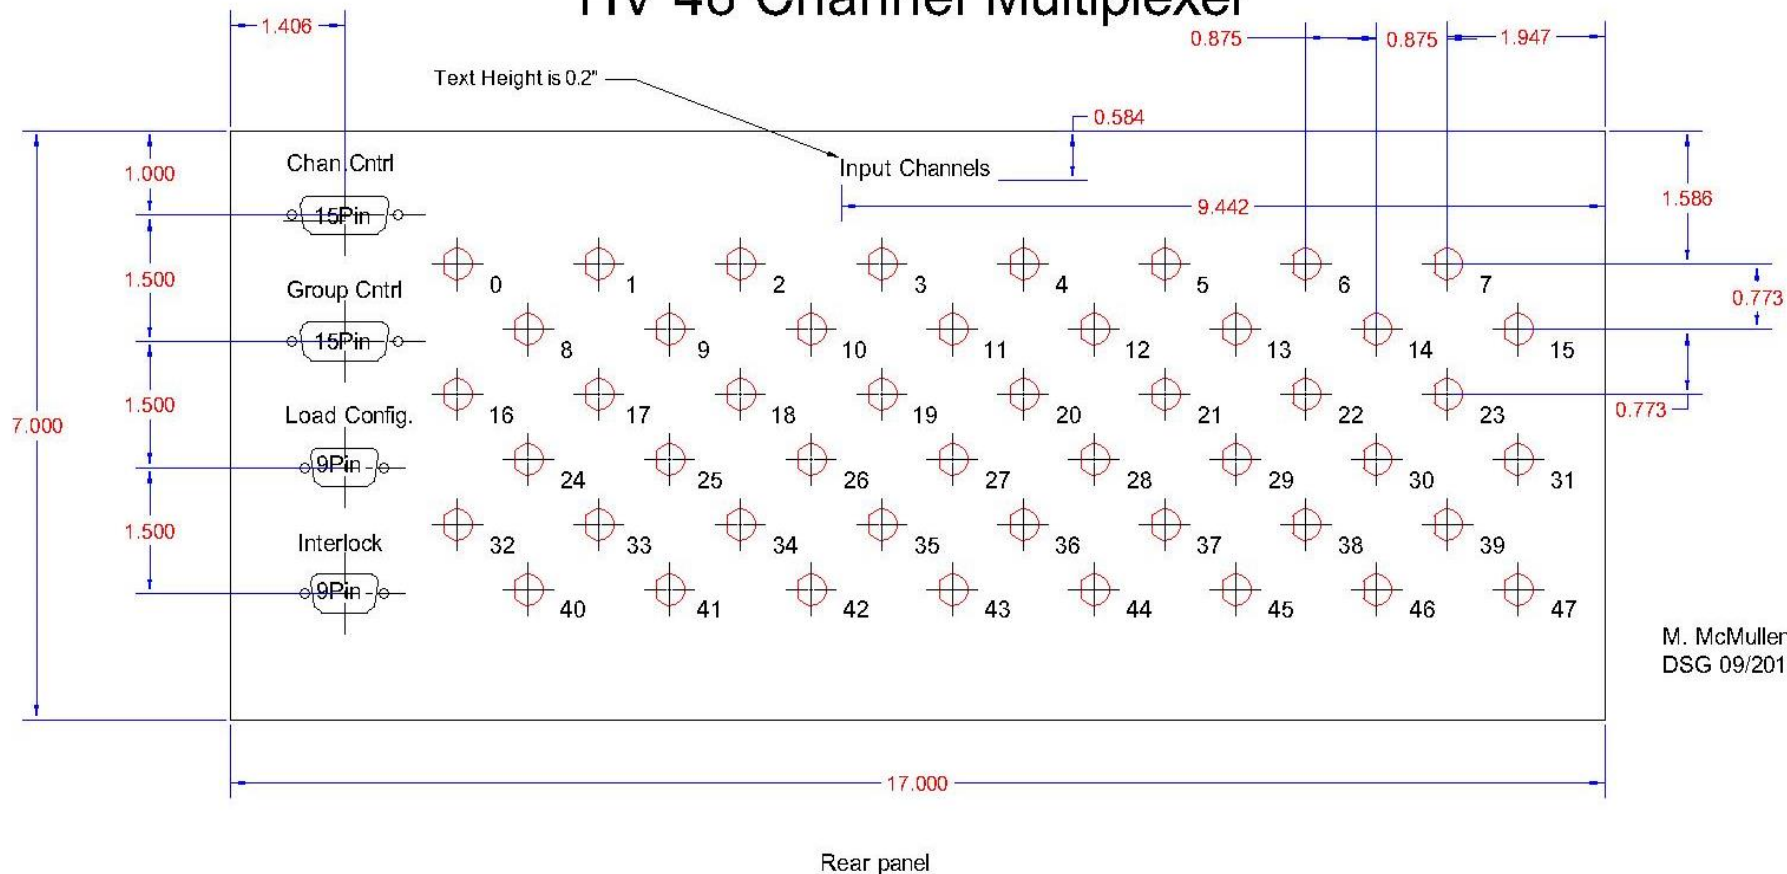 HV 48 Channel Multiplexer
1.406
0.875
0.875
1.947
Text Height is 0.2"
0.584
1.000
Chan.Cntrl
Input Channels
15Pin
9.442
1.586
1.500
Group Cntrl
0 1 2 3 4 5 6 7
0.773
15Pin
8 9 10 11 12 13 14 15
1.500
Load Config.
16 17 18 19 20 21 22 23
0.773
7.000
9Pin
24 25 26 27 28 29 30 31
1.500
Interlock
32 33 34 35 36 37 38 39
9Pin
40 41 42 43 44 45 46 47
M. McMullen
DSG 09/201
17.000
Rear panel